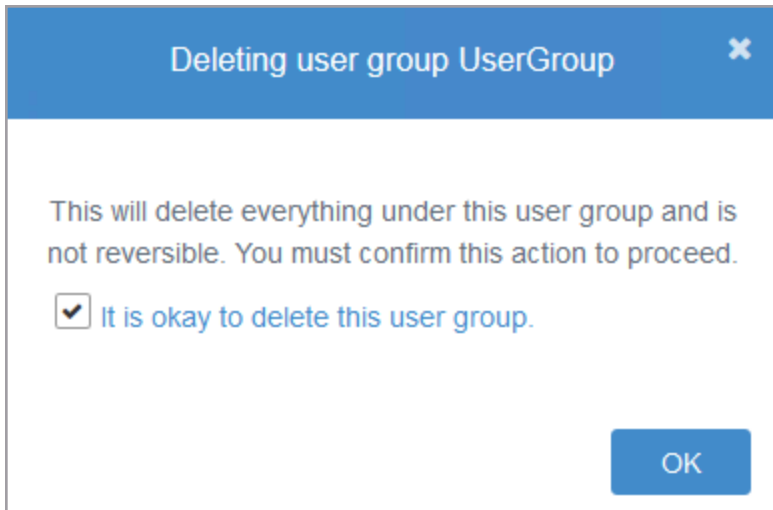 Deleting user group UserGroup
This will delete everything under this user group and is
not reversible. You must confirm this action to proceed.
It is okay to delete this user group.
OK